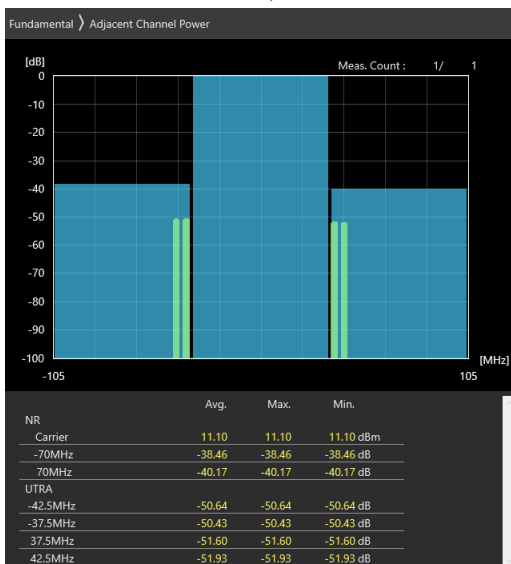 Fundamental ⟩ Adjacent Channel Power
[dB]
Meas. Count : 1/ 1
0
-10
-20
-30
-40
-50
-60
-70
-80
-90
-100
[MHz]
-105 105
Avg. Max. Min.
NR
Carrier 11.10 11.10 11.10 dBm
-70MHz -38.46 -38.46 -38.46 dB
70MHz -40.17 -40.17 -40.17 dB
UTRA
-42.5MHz -50.64 -50.64 -50.64 dB
-37.5MHz -50.43 -50.43 -50.43 dB
37.5MHz -51.60 -51.60 -51.60 dB
42.5MHz -51.93 -51.93 -51.93 dB